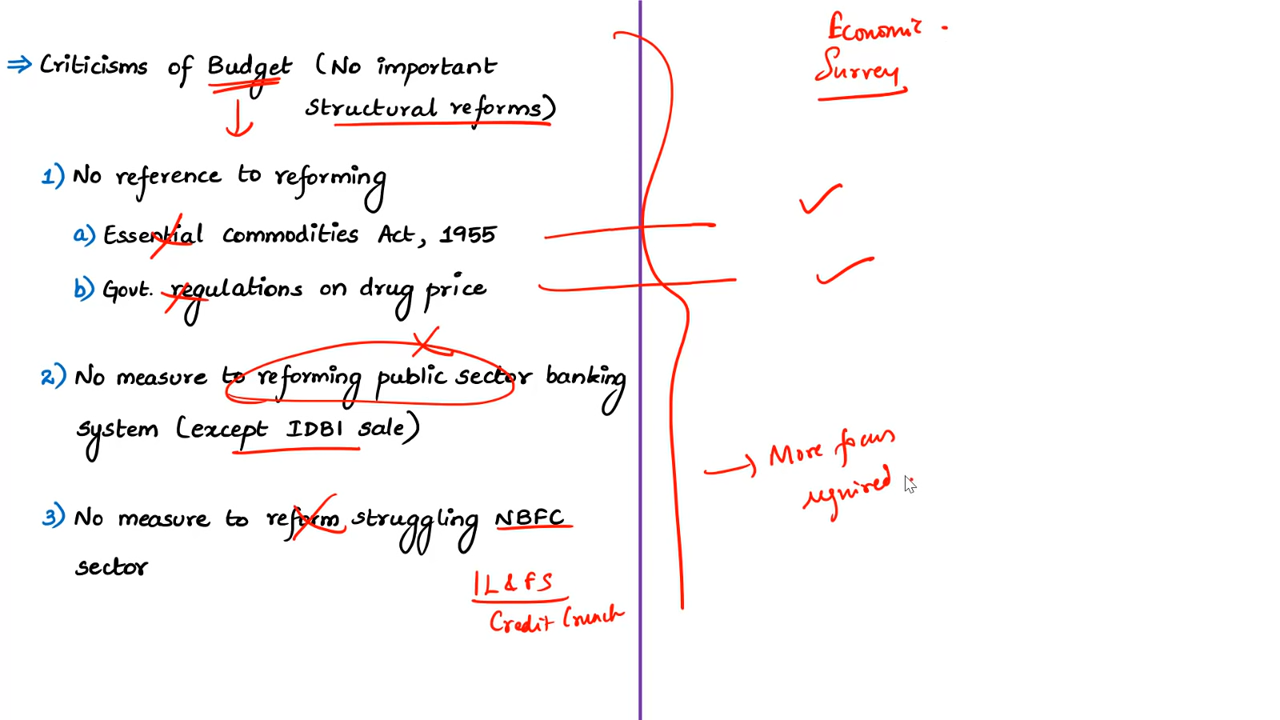 ⇒ Criticisms of Budget (No important
structural reforms)
1) No reference to reforming
a) Essential commodities Act, 1955
b) Govt. regulations on drug price
2) No measure to reforming public sector banking
system (except IDBI sale)
3) No measure to reform struggling NBFC
sector
IL & FS
Credit Crunch
Economic
Survey
→ More focus
required